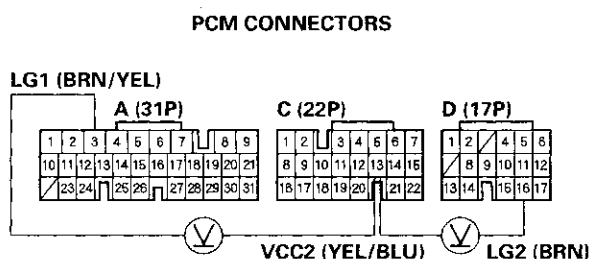 PCM CONNECTORS
LG1 (BRN/YEL)
A (31P) C (22P) D (17P)
1 2 3 4 5 6 7 8 9 1 2 3 4 5 6 7 1 2 4 5 6
10 11 12 13 14 15 16 17 18 19 20 21 8 9 10 11 12 13 14 15 8 9 10 11 12
23 24 25 26 27 28 29 30 31 16 17 18 19 20 21 22 13 14 15 16 17
V V
VCC2 (YEL/BLU) LG2 (BRN)